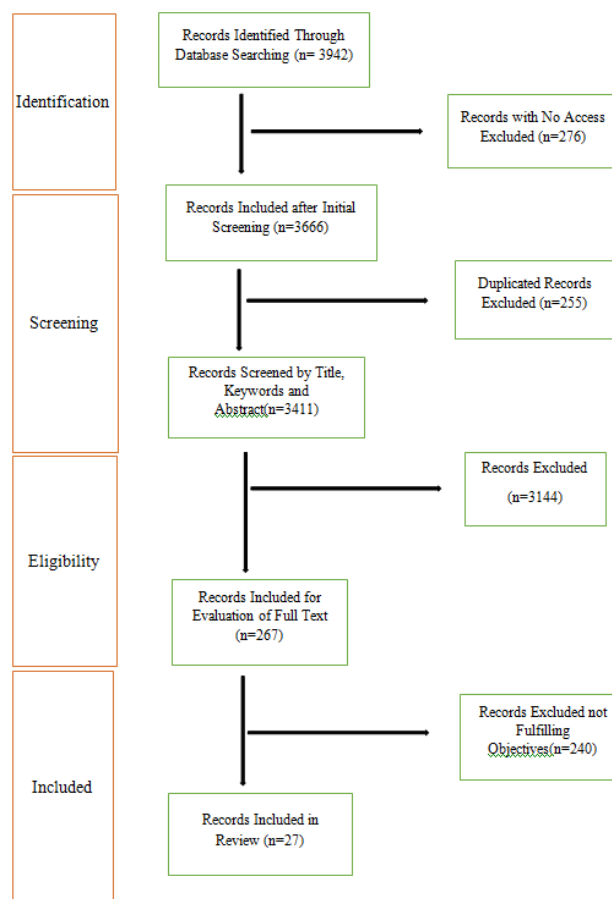 Identification
Records Identified Through
Database Searching (n= 3942)
Records with No Access
Excluded (n=276)
Screening
Records Included after Initial
Screening (n=3666)
Duplicated Records
Excluded (n=255)
Records Screened by Title,
Keywords and
Abstract(n=3411)
Eligibility
Records Excluded
(n=3144)
Records Included for
Evaluation of Full Text
(n=267)
Included
Records Excluded not
Fulfilling
Objectives(n=240)
Records Included in
Review (n=27)